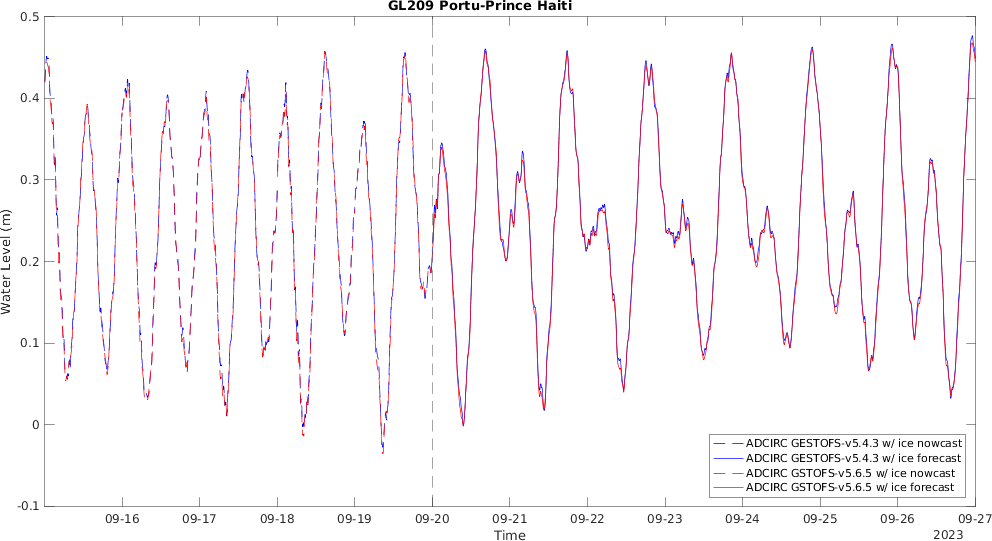 GL209 Portu-Prince Haiti
0.5
0.4
0.3
0.2
0.1
0
-0.1
Water Level (m)
ADCIRC GESTOFS-v5.4.3 w/ ice nowcast
ADCIRC GESTOFS-v5.4.3 w/ ice forecast
ADCIRC GSTOFS-v5.6.5 w/ ice nowcast
ADCIRC GSTOFS-v5.6.5 w/ ice forecast
09-16 09-17 09-18 09-19 09-20 09-21 09-22 09-23 09-24 09-25 09-26 09-27
Time
2023